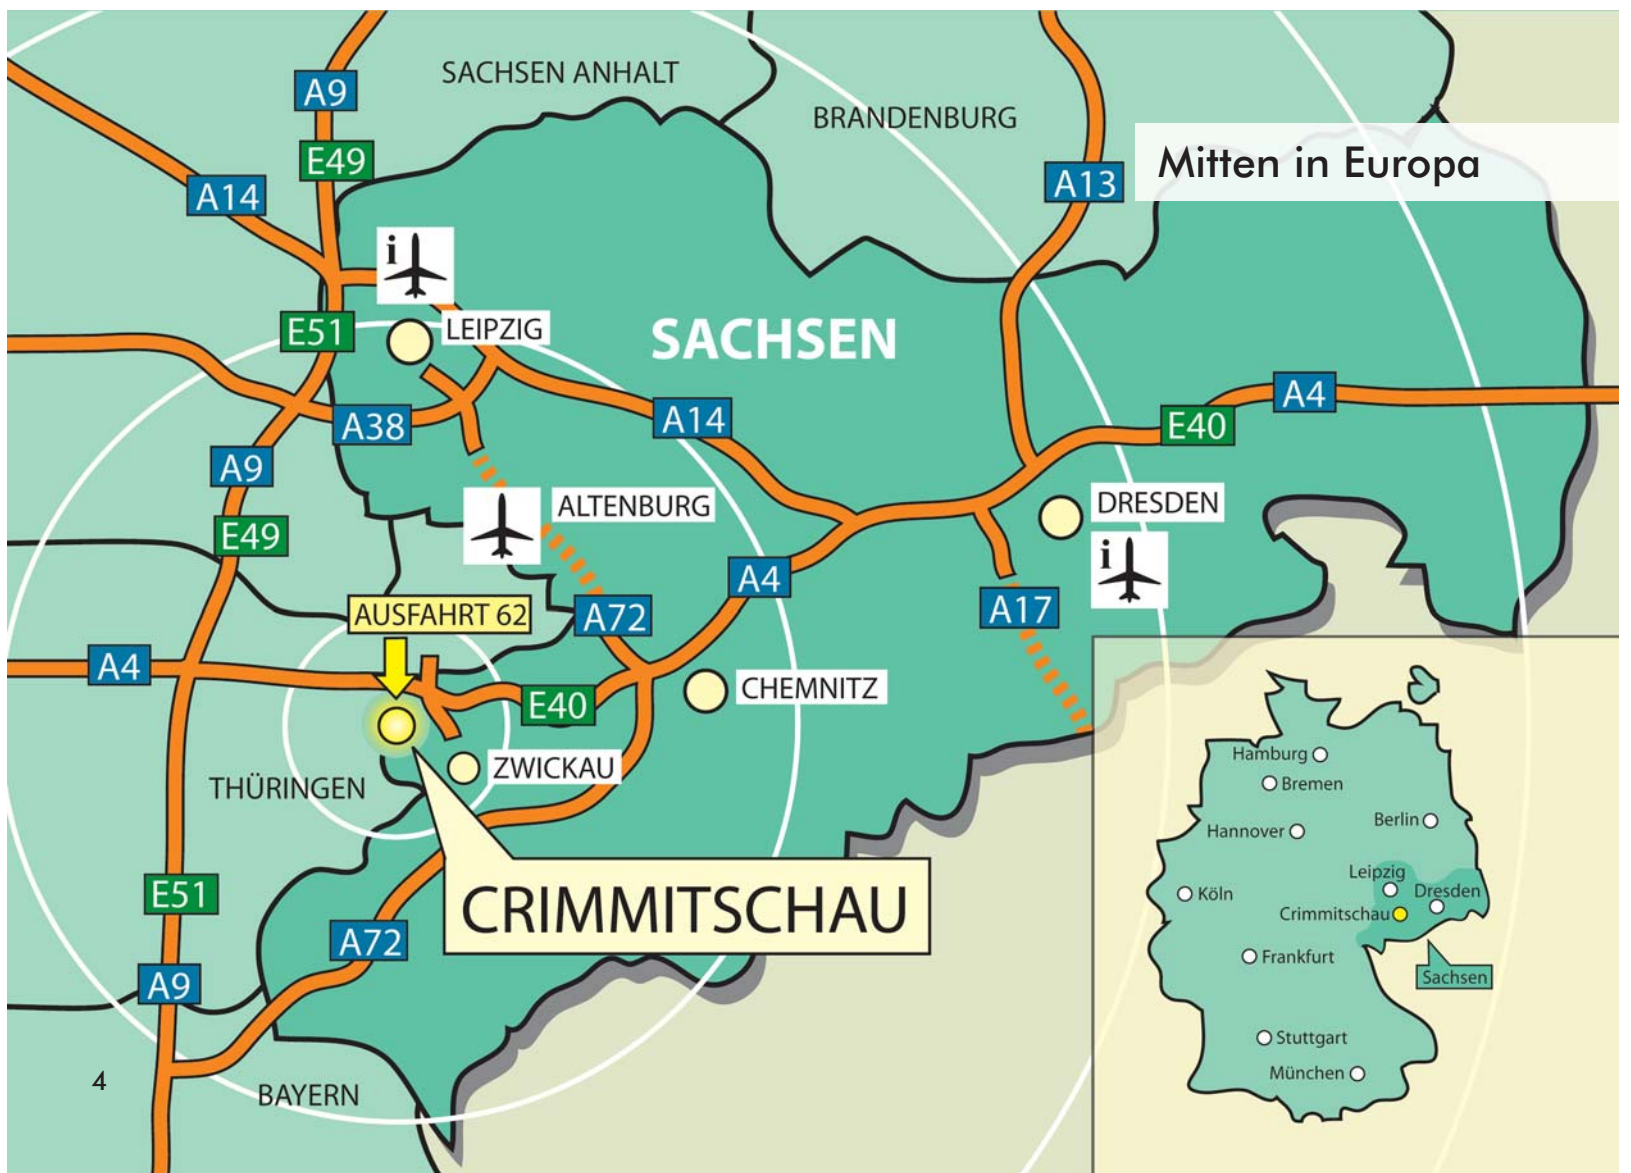 SACHSEN ANHALT
A9
BRANDENBURG
Mitten in Europa
E49
A14
A13
i
LEIPZIG
E51
SACHSEN
A38
A14
E40
A4
A9
ALTENBURG
DRESDEN
E49
i
A4
AUSFAHRT 62
A72
A17
A4
E40
CHEMNITZ
ZWICKAU
THÜRINGEN
CRIMMITSCHAU
E51
A72
A9
BAYERN
4
Hamburg
Bremen
Berlin
Hannover
Leipzig
Köln
Dresden
Crimmitschau
Frankfurt
Sachsen
Stuttgart
München